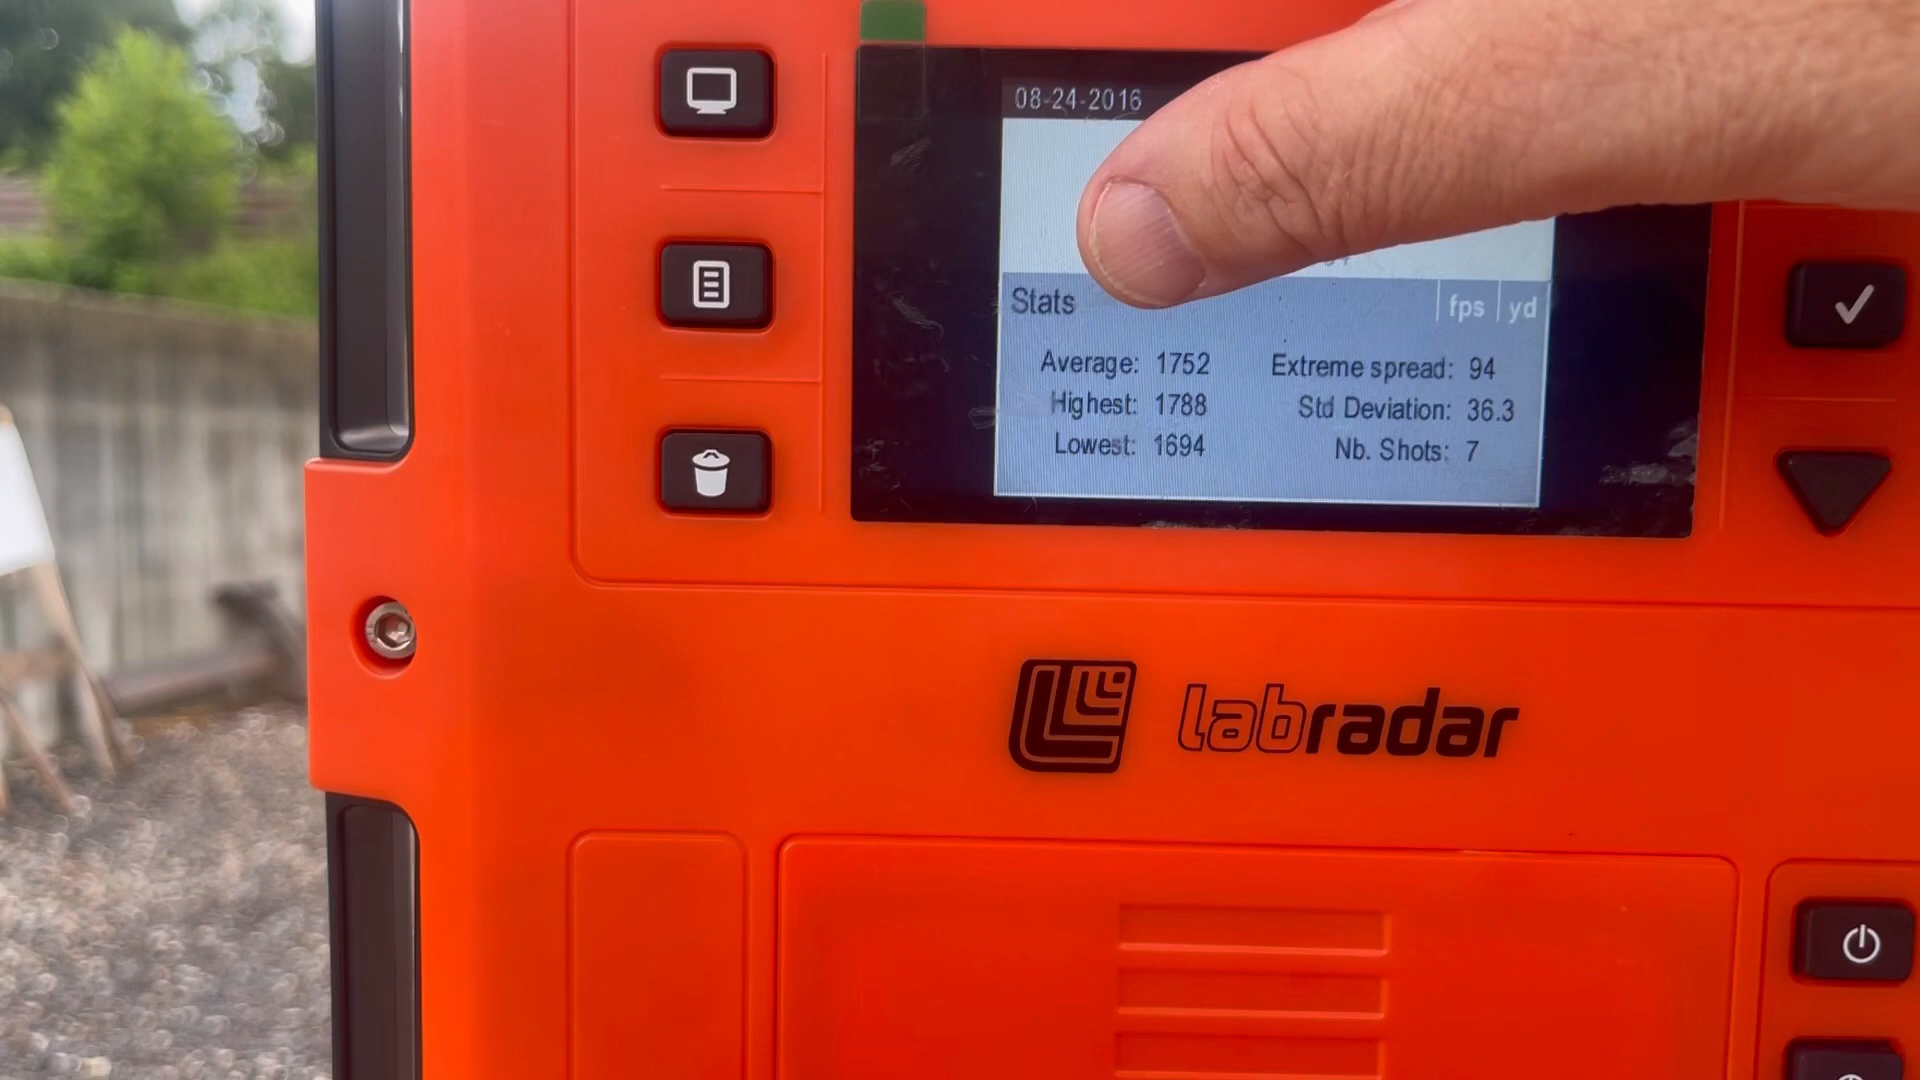 08-24-2016
Stats fps yd
Average: 1752 Extreme spread: 94
Highest: 1788 Std Deviation: 36.3
Lowest: 1694 Nb. Shots: 7
labradar